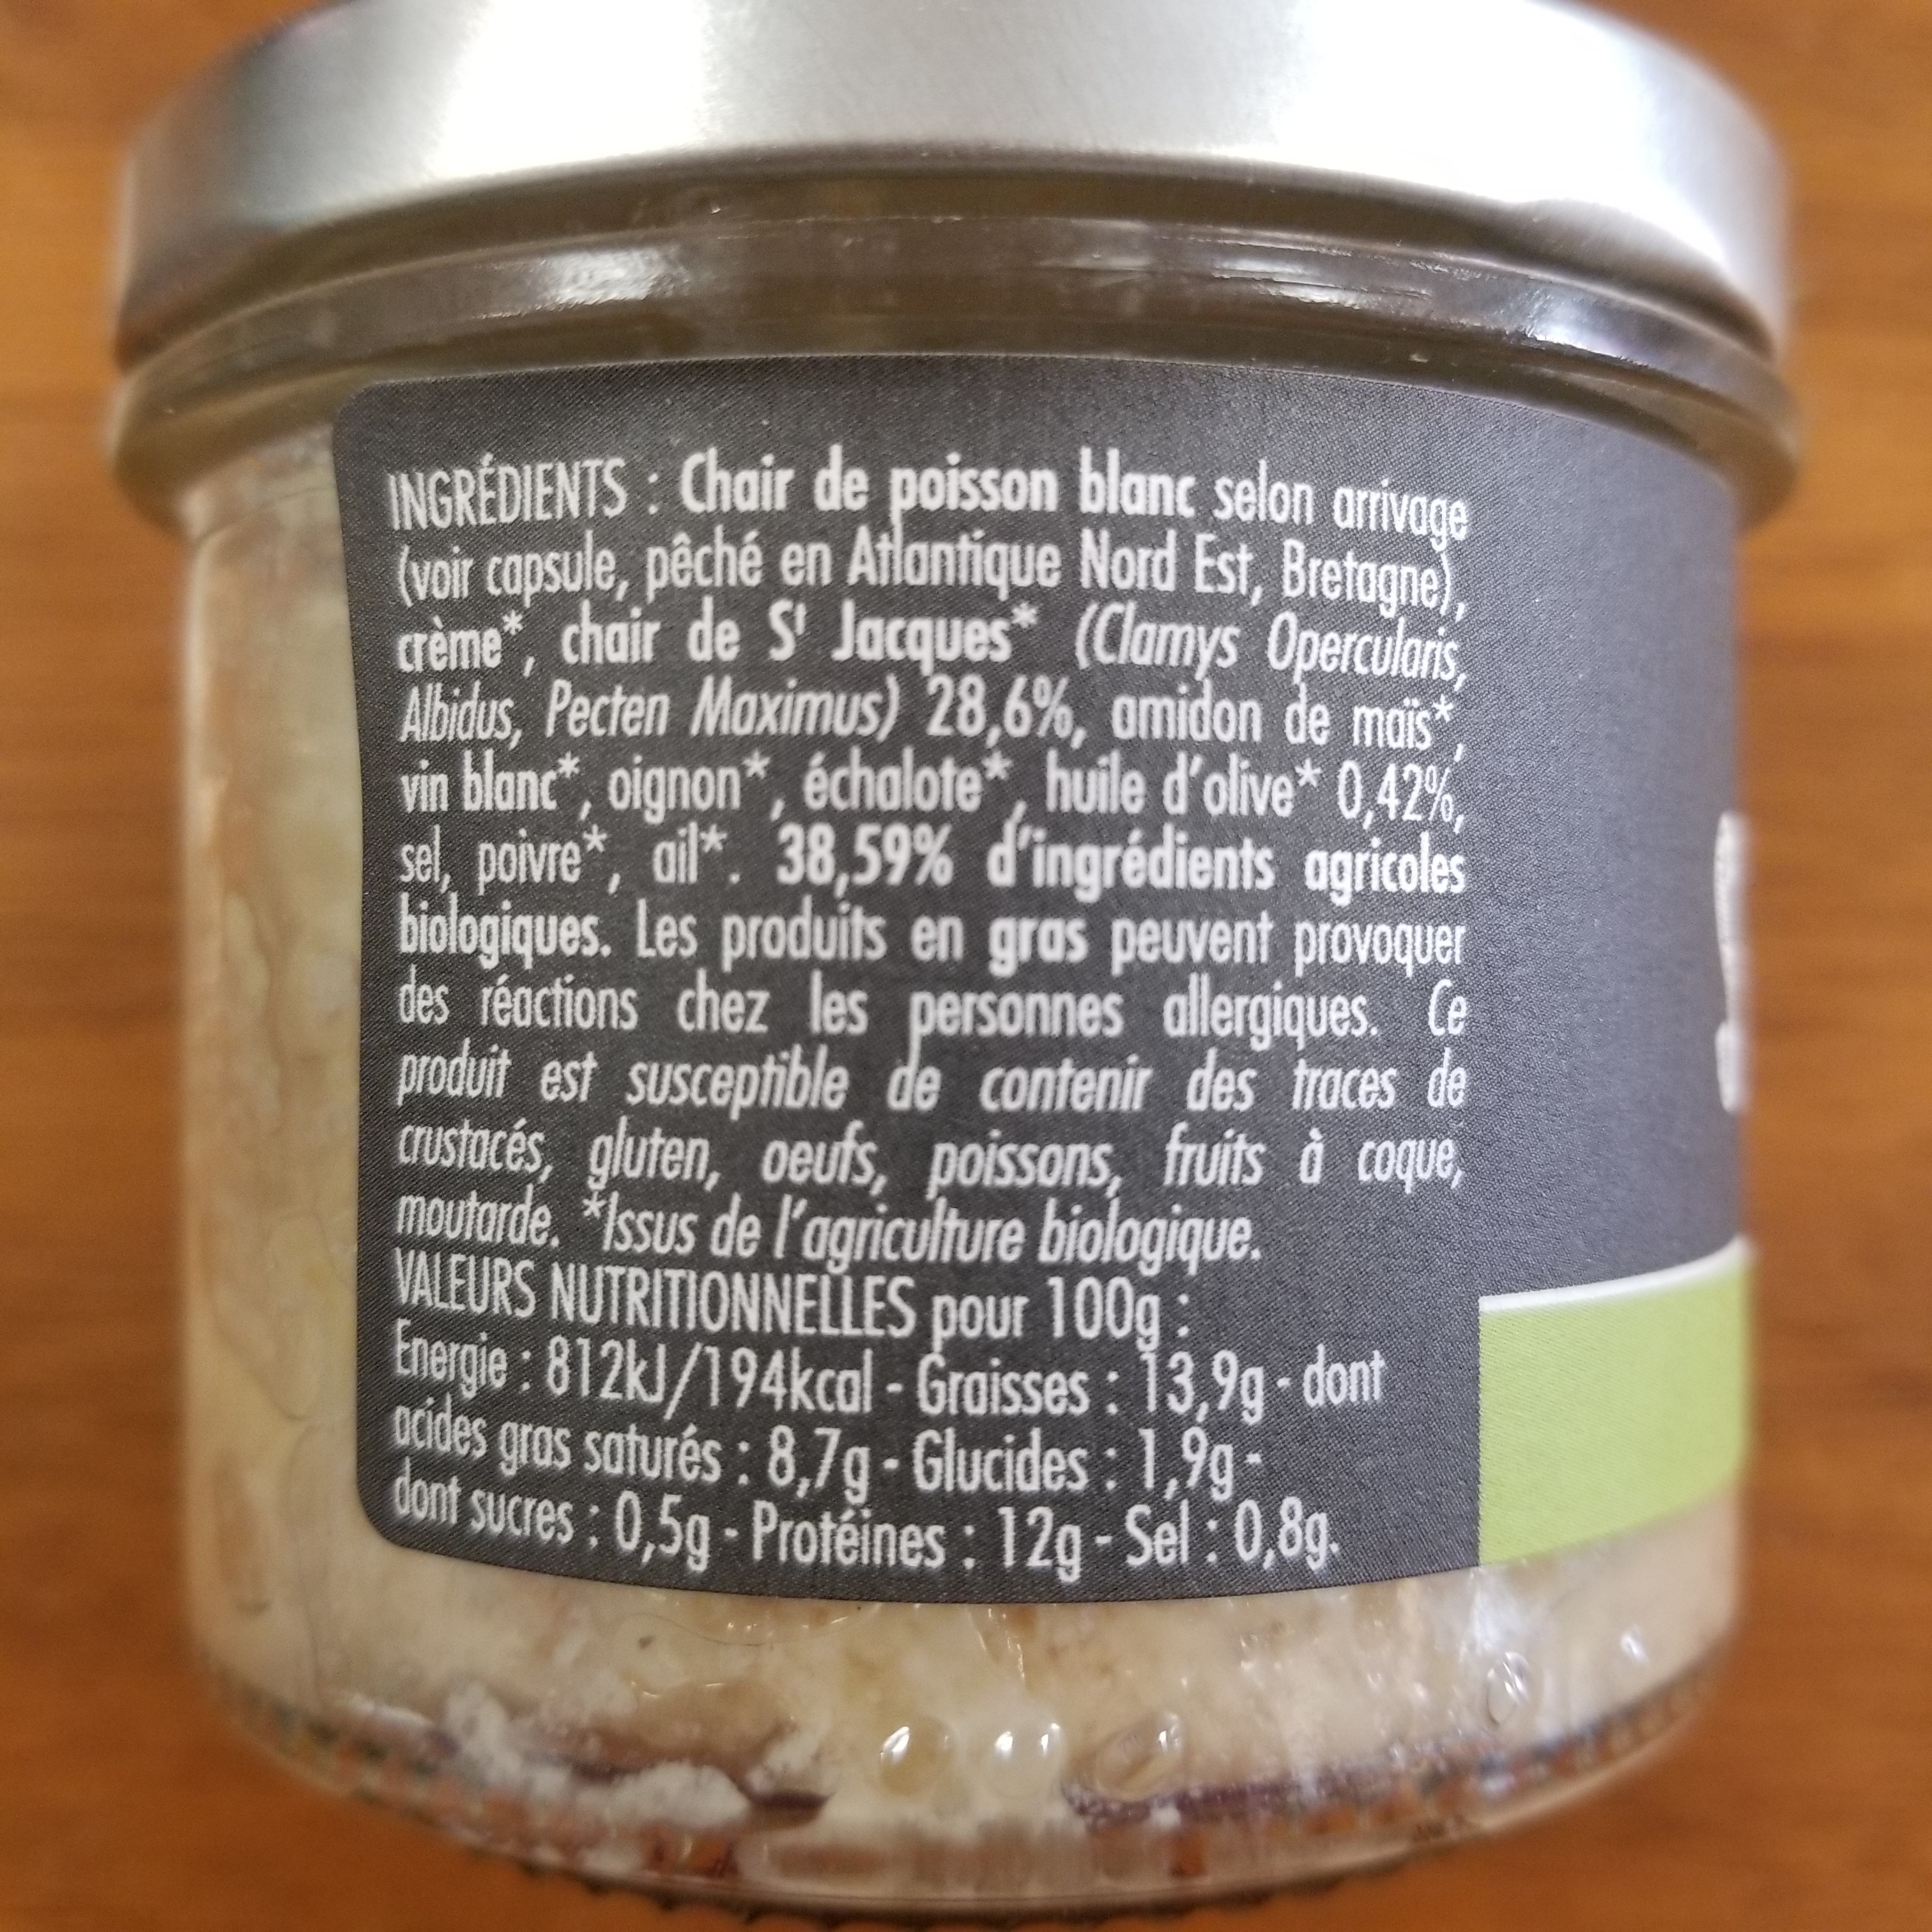 INGRÉDIENTS : Chair de poisson blanc selon arrivage
(voir capsule, pêché en Atlantique Nord Est, Bretagne),
crème*, chair de St Jacques* (Clamys Opercularis,
Albidus, Pecten Maximus) 28,6%, amidon de maïs*,
vin blanc*, oignon*, échalote*, huile d'olive* 0,42%,
sel, poivre*, ail*. 38,59% d'ingrédients agricoles
biologiques. Les produits en gras peuvent provoquer
des réactions chez les personnes allergiques. Ce
produit est susceptible de contenir des traces de
crustacés, gluten, oeufs, poissons, fruits à coque,
moutarde. *Issus de l'agriculture biologique.
VALEURS NUTRITIONNELLES pour 100g :
Energie : 812kJ/194kcal - Graisses : 13,9g - dont
acides gras saturés : 8,7g - Glucides : 1,9g -
dont sucres : 0,5g - Protéines : 12g - Sel : 0,8g.